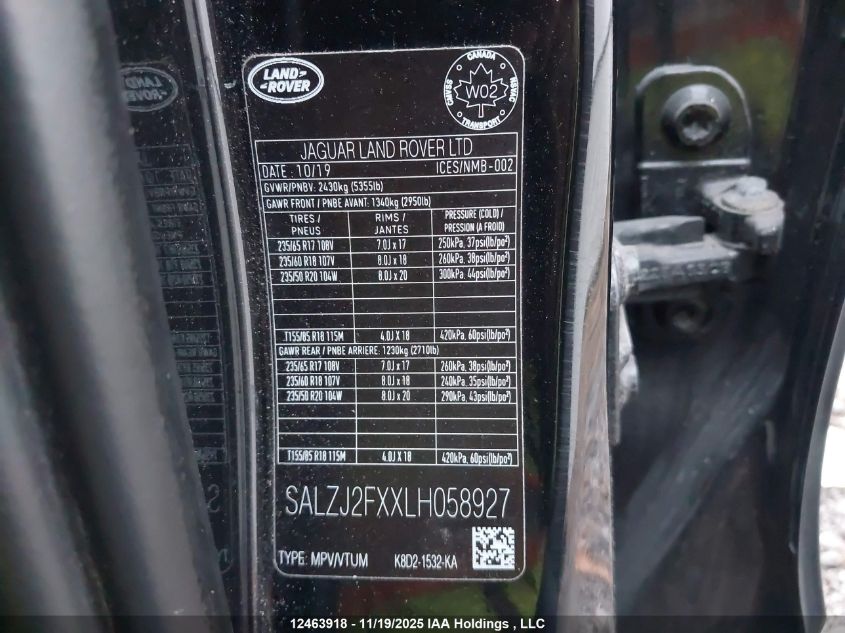 LAND ROVER
CANADA
CMVSS
NSVAC
W02
TRANSPORT
JAGUAR LAND ROVER LTD
DATE : 10/19 ICES/NMB-002
GVWR/PNBV: 2430kg (5355lb)
GAWR FRONT / PNBE AVANT: 1340kg (2950lb)
TIRES / PNEUS RIMS / JANTES PRESSURE (COLD) / PRESSION (A FROID)
235/65 R17 108V 7.0J x 17 250kPa, 37psi(lb/po²)
235/60 R18 107V 8.0J x 18 260kPa, 38psi(lb/po²)
235/50 R20 104W 8.0J x 20 300kPa, 44psi(lb/po²)
T155/85 R18 115M 4.0J X 18 420kPa, 60psi(lb/po²)
GAWR REAR / PNBE ARRIERE: 1230kg (2710lb)
235/65 R17 108V 7.0J x 17 260kPa, 38psi(lb/po²)
235/60 R18 107V 8.0J x 18 240kPa, 35psi(lb/po²)
235/50 R20 104W 8.0J x 20 290kPa, 43psi(lb/po²)
T155/85 R18 115M 4.0J X 18 420kPa, 60psi(lb/po²)
SALZJ2FXXLH058927
TYPE: MPV/VTUM K8D2-1532-KA
12463918 - 11/19/2025 IAA Holdings , LLC